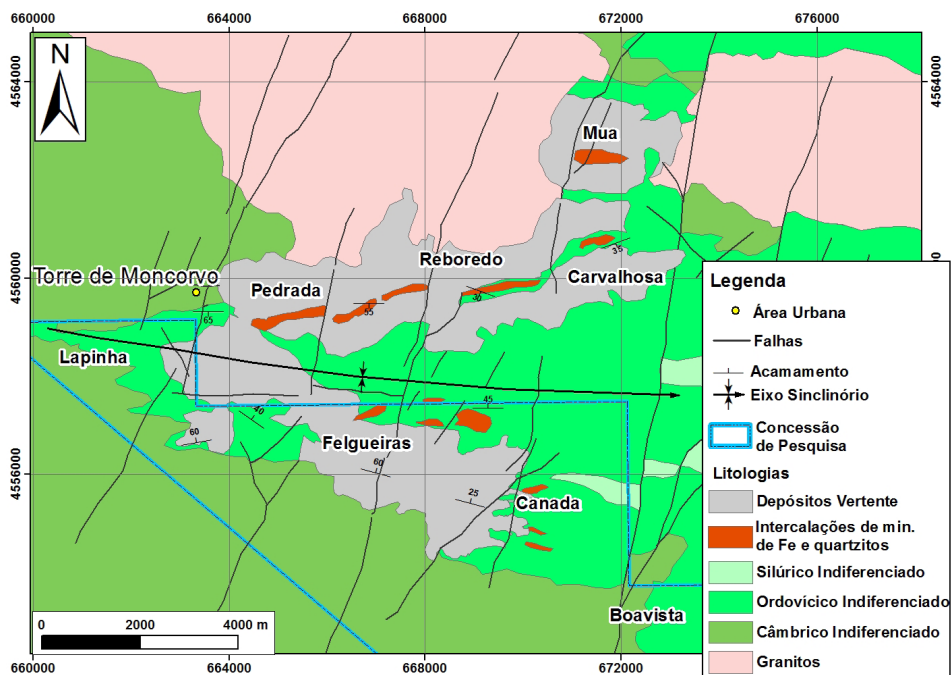 660000 664000 668000 672000 676000
4564000
4564000
N
Mua
Reboredo
35
4560000
Torre de Moncorvo
Pedrada
30
Carvalhosa
55
65
Lapinha
45
40
60
Felgueiras
60
25
Canada
4556000
Boavista
0 2000 4000 m
660000 664000 668000 672000
Legenda
Área Urbana
Falhas
Acamamento
Eixo Sinclinório
Concessão
de Pesquisa
Litologias
Depósitos Vertente
Intercalações de min.
de Fe e quartzitos
Silúrico Indiferenciado
Ordovícico Indiferenciado
Câmbrico Indiferenciado
Granitos